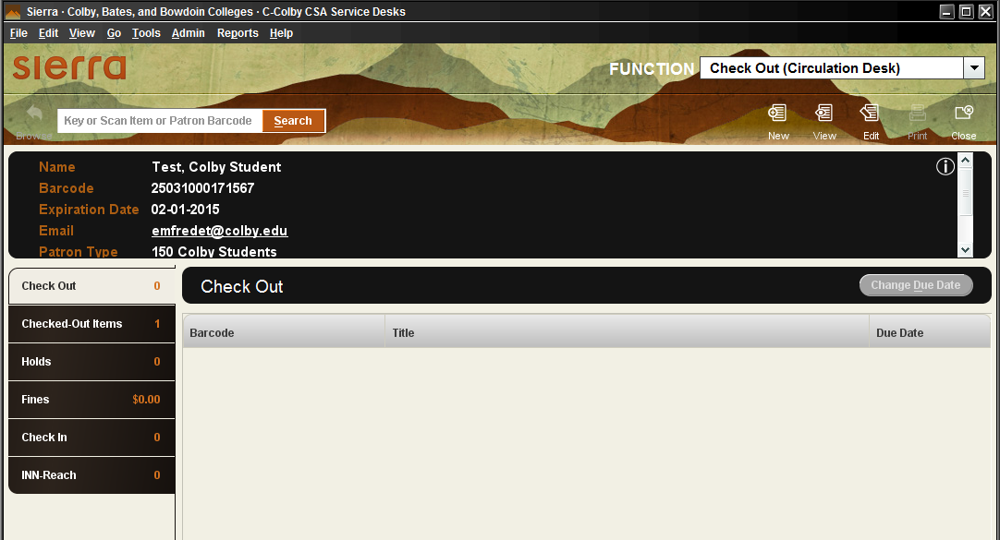 Sierra · Colby, Bates, and Bowdoin Colleges · C-Colby CSA Service Desks
File Edit View Go Tools Admin Reports Help
sierra
FUNCTION Check Out (Circulation Desk)
Key or Scan Item or Patron Barcode Search
Browse New View Edit Print Close
Name Test, Colby Student
Barcode 25031000171567
Expiration Date 02-01-2015
Email emfredet@colby.edu
Patron Type 150 Colby Students
Check Out 0
Check Out Change Due Date
Checked-Out Items 1
Barcode Title Due Date
Holds 0
Fines $0.00
Check In 0
INN-Reach 0